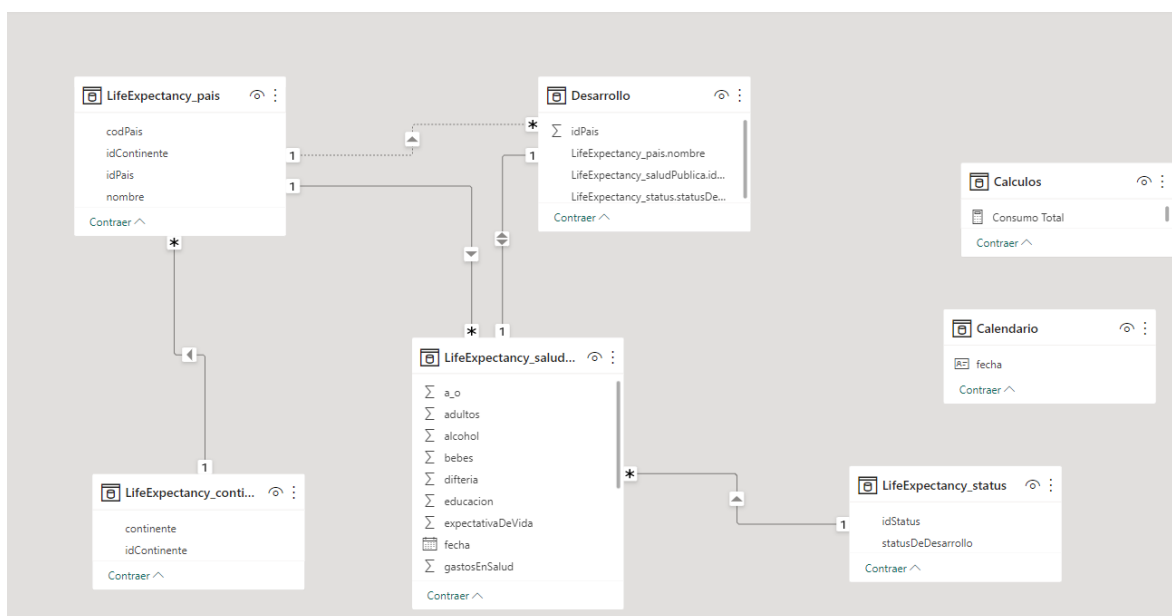 LifeExpectancy_pais
codPais
idContinente
idPais
nombre
Contraer
Desarrollo
idPais
LifeExpectancy_pais.nombre
LifeExpectancy_saludPublica.id...
LifeExpectancy_status.statusDe...
Contraer
Calculos
Consumo Total
Contraer
Calendario
fecha
Contraer
LifeExpectancy_salud...
a_o
adultos
alcohol
bebes
difteria
educacion
expectativaDeVida
fecha
gastosEnSalud
Contraer
LifeExpectancy_conti...
continente
idContinente
Contraer
LifeExpectancy_status
idStatus
statusDeDesarrollo
Contraer
1
*
1
1
*
1
*
1
*
1